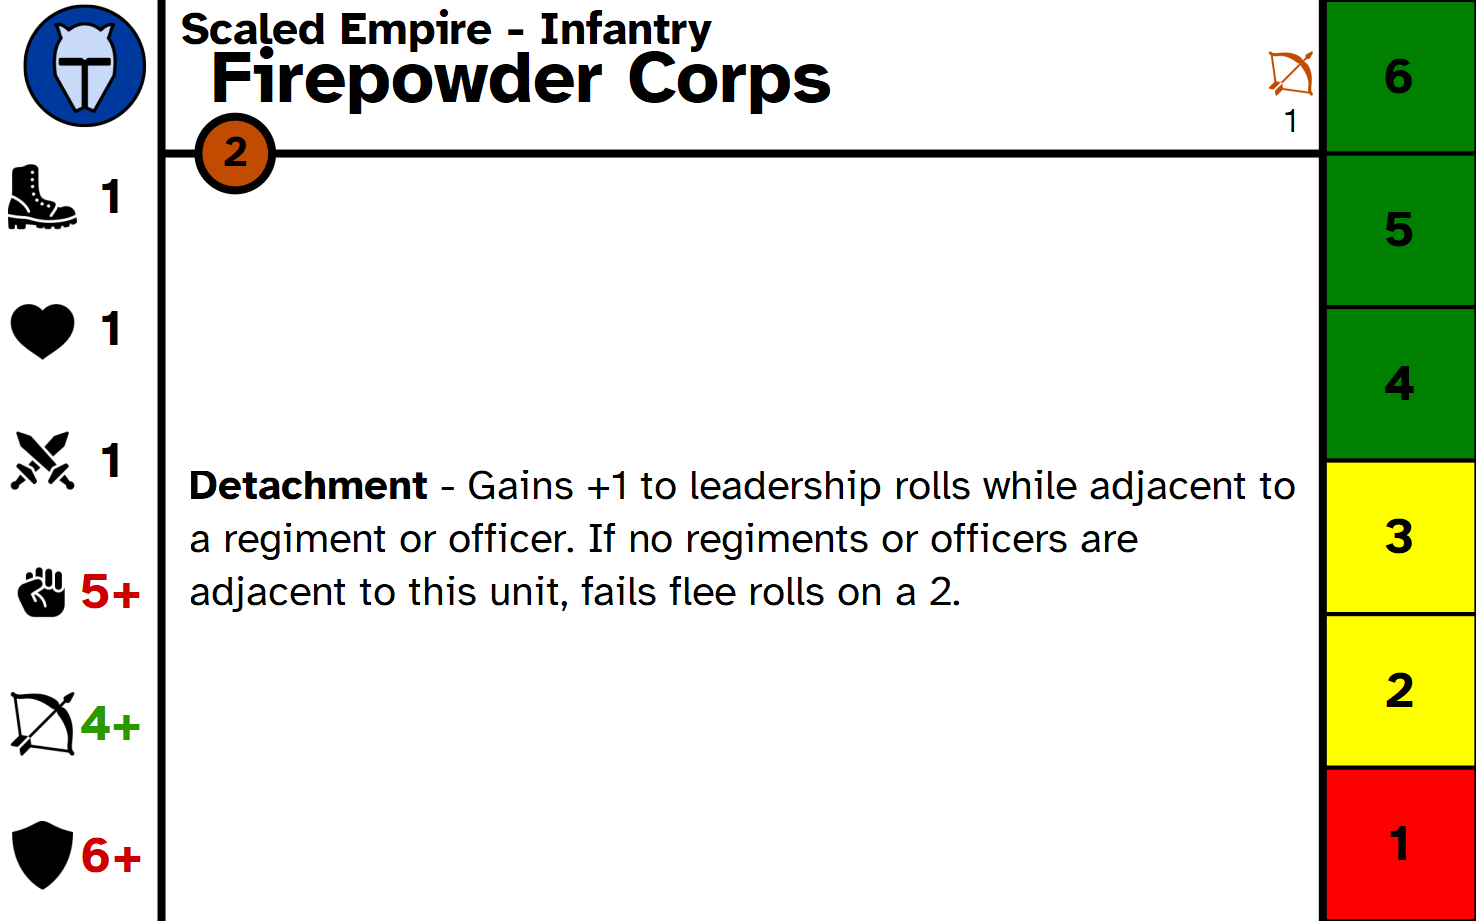 Scaled Empire - Infantry
Firepowder Corps
1
2
1
1
1
5+
4+
6+
Detachment - Gains +1 to leadership rolls while adjacent to
a regiment or officer. If no regiments or officers are
adjacent to this unit, fails flee rolls on a 2.
6
5
4
3
2
1